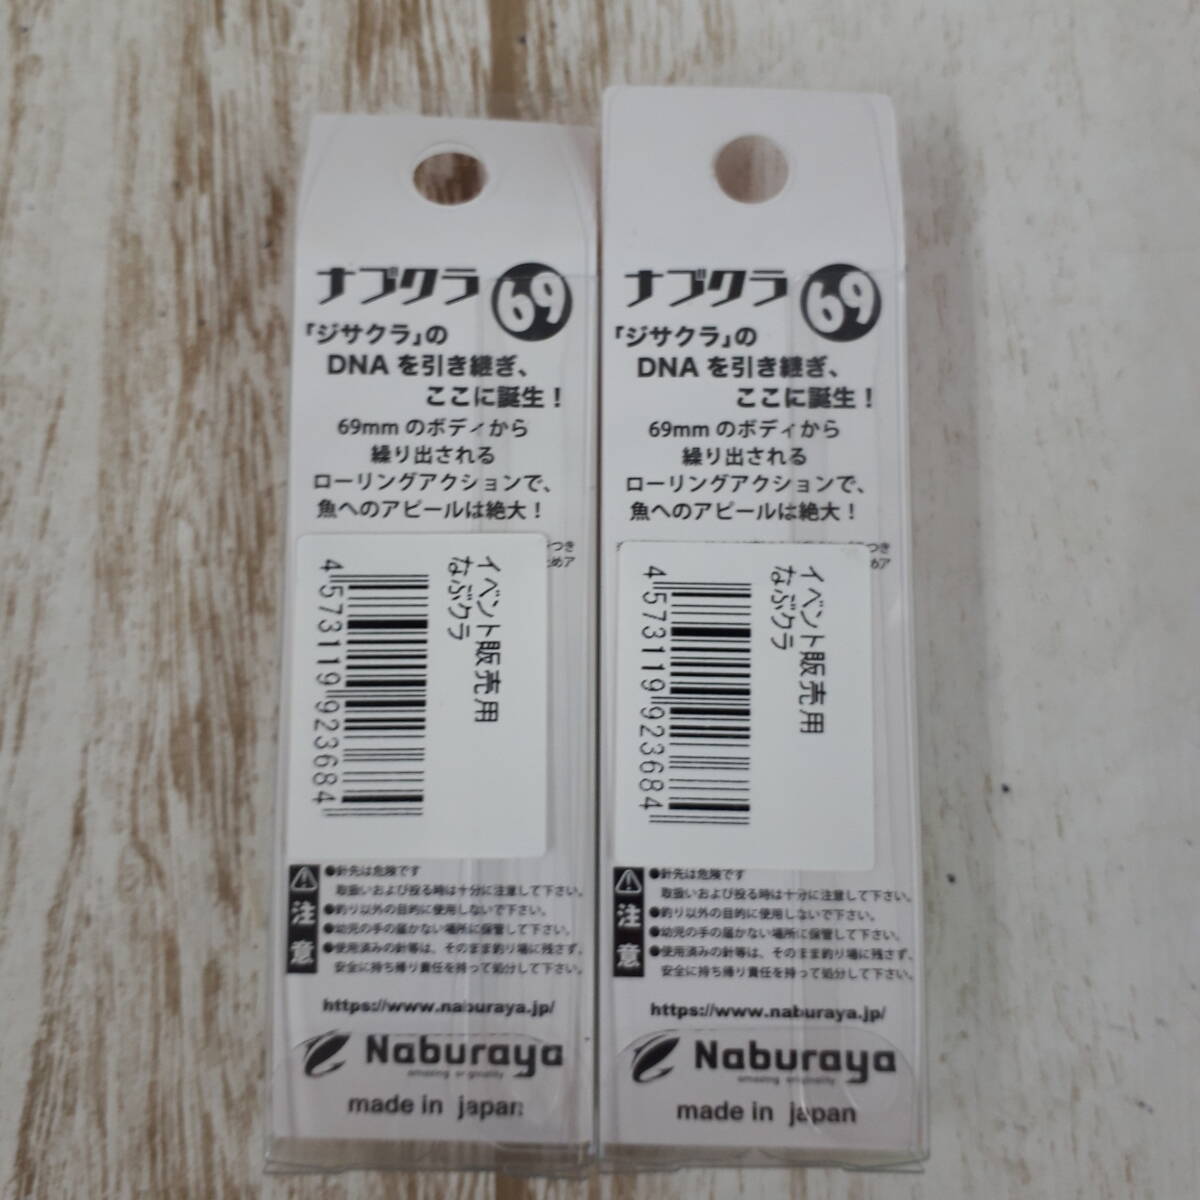 ナブクラ 69
「ジサクラ」の
DNA を引き継ぎ、
ここに誕生！
69mm のボディから
繰り出される
ローリングアクションで、
魚へのアピールは絶大！
イベント販売用
なぶクラ
4573119923684
注意
●針先は危険です
取扱いおよび投る時は十分に注意して下さい。
●釣り以外の目的に使用しないで下さい。
●幼児の手の届かない場所に保管して下さい。
●使用済みの針等は、そのまま釣り場に残さず、
安全に持ち帰り責任を持って処分して下さい。
https://www.naburaya.jp/
Naburaya
amazing originality
made in japan
ナブクラ 69
「ジサクラ」の
DNA を引き継ぎ、
ここに誕生！
69mm のボディから
繰り出される
ローリングアクションで、
魚へのアピールは絶大！
イベント販売用
なぶクラ
4573119923684
注意
●針先は危険です
取扱いおよび投る時は十分に注意して下さい。
●釣り以外の目的に使用しないで下さい。
●幼児の手の届かない場所に保管して下さい。
●使用済みの針等は、そのまま釣り場に残さず、
安全に持ち帰り責任を持って処分して下さい。
https://www.naburaya.jp/
Naburaya
amazing originality
made in japan